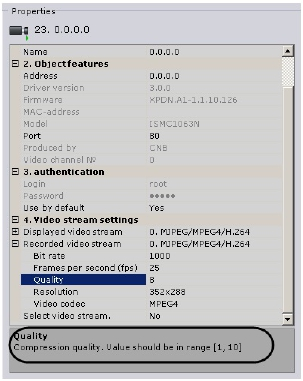 Properties
23. 0.0.0.0
Name 0.0.0.0
2. Object features
Address 0.0.0.0
Driver version 3.0.0
Firmware XPDN.A1-1.1.10.126
MAC-address
Model ISMC1063N
Port 80
Produced by CNB
Video channel № 0
3. authentication
Login root
Password •••••
Use by default Yes
4. Video stream settings
Displayed video stream 0. MJPEG/MPEG4/H.264
Recorded video stream 0. MJPEG/MPEG4/H.264
Bit rate 1000
Frames per second (fps) 25
Quality 8
Resolution 352x288
Video codec MPEG4
Select video stream. No
Quality
Compression quality. Value should be in range [1, 10]